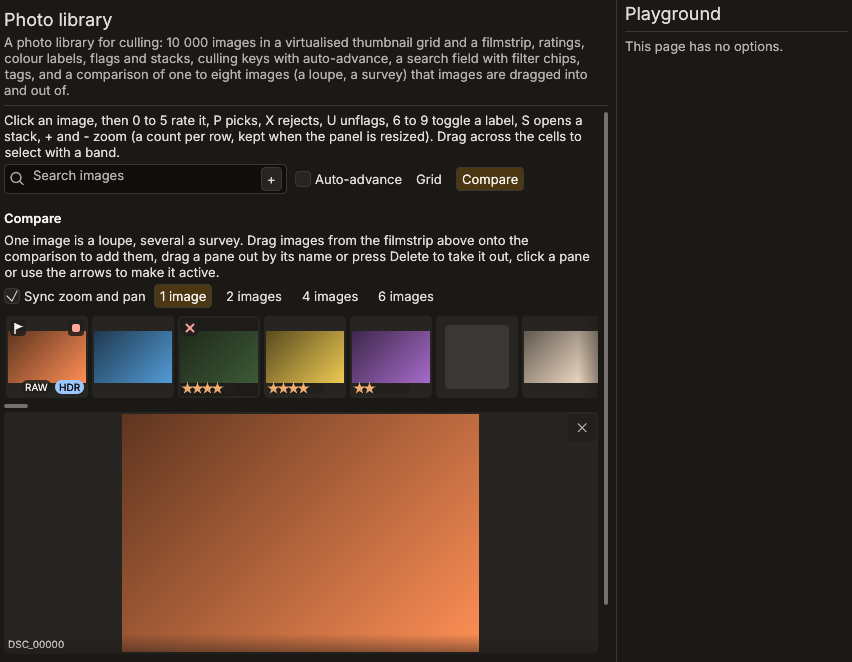 Photo library
A photo library for culling: 10 000 images in a virtualised thumbnail grid and a filmstrip, ratings,
colour labels, flags and stacks, culling keys with auto-advance, a search field with filter chips,
tags, and a comparison of one to eight images (a loupe, a survey) that images are dragged into
and out of.
Click an image, then 0 to 5 rate it, P picks, X rejects, U unflags, 6 to 9 toggle a label, S opens a
stack, + and - zoom (a count per row, kept when the panel is resized). Drag across the cells to
select with a band.
Search images
+
Auto-advance
Grid
Compare
Compare
One image is a loupe, several a survey. Drag images from the filmstrip above onto the
comparison to add them, drag a pane out by its name or press Delete to take it out, click a pane
or use the arrows to make it active.
Sync zoom and pan
1 image
2 images
4 images
6 images
RAW
HDR
DSC_00000
Playground
This page has no options.